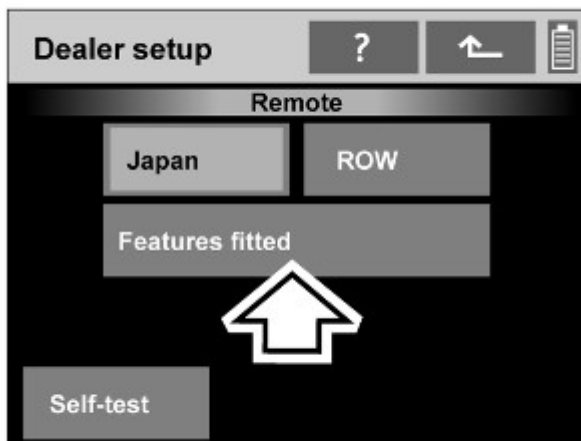 Dealer setup ?
Remote
Japan ROW
Features fitted
Self-test